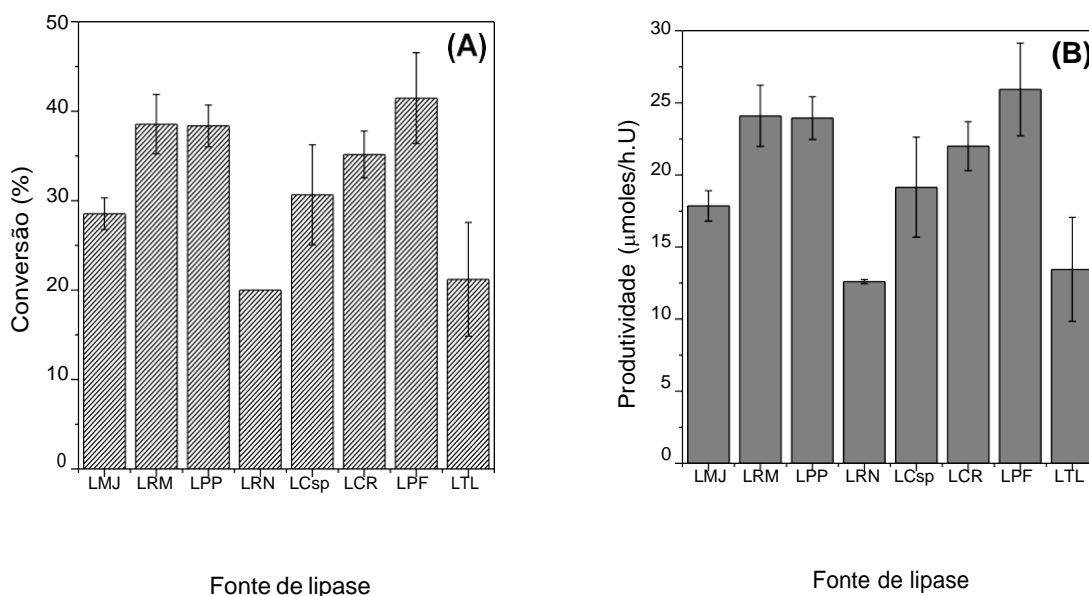 (A)
Conversão (%)
50
40
30
20
10
0
LMJ LRM LPP LRN LCsp LCR LPF LTL
Fonte de lipase
(B)
Produtividade (μmoles/h.U)
30
25
20
15
10
5
0
LMJ LRM LPP LRN LCsp LCR LPF LTL
Fonte de lipase